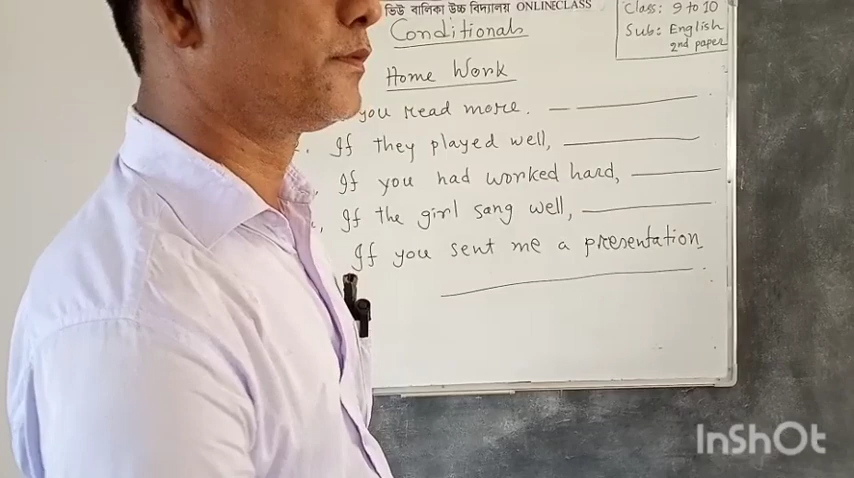 ভিউ বালিকা উচ্চ বিদ্যালয় ONLINECLASS
Class: 9 to 10
Sub: English
2nd paper
Conditionals
Home Work
you read more.
If they played well,
If you had worked hard,
If the girl sang well,
If you sent me a presentation
InShOt